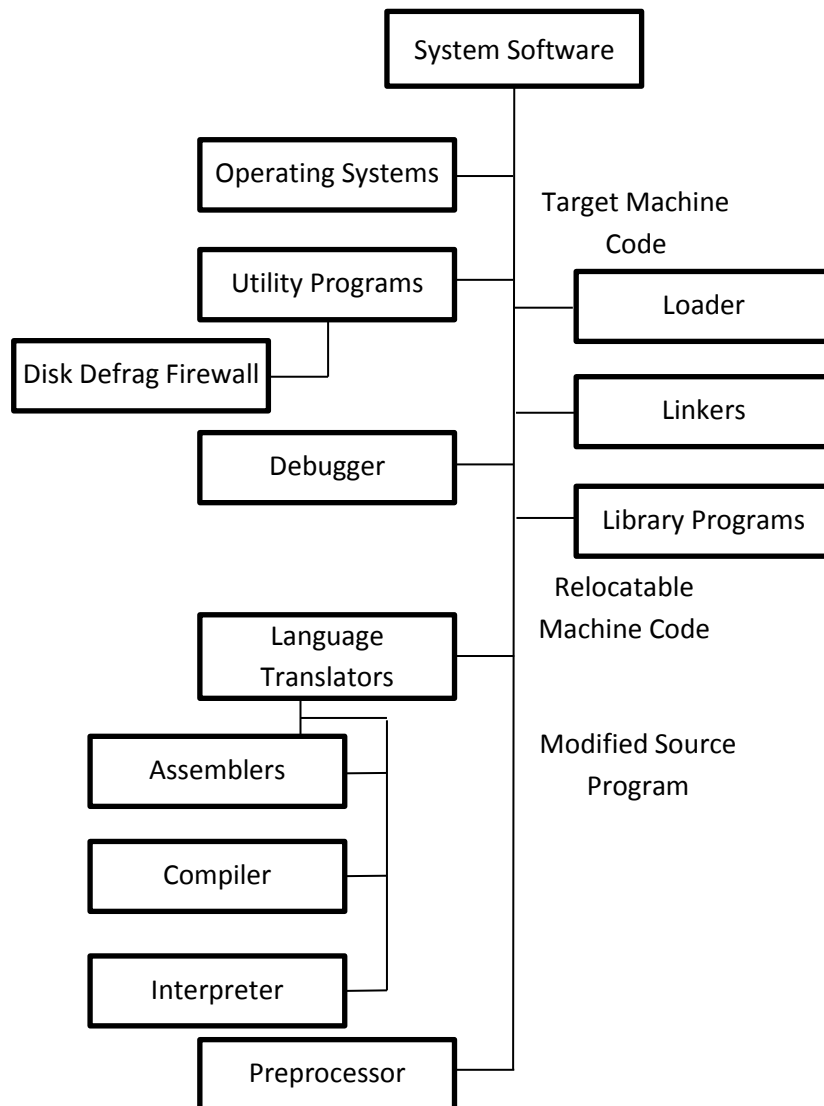 System Software
Operating Systems
Target Machine
Code
Utility Programs
Loader
Disk Defrag Firewall
Linkers
Debugger
Library Programs
Relocatable
Machine Code
Language
Translators
Modified Source
Program
Assemblers
Compiler
Interpreter
Preprocessor